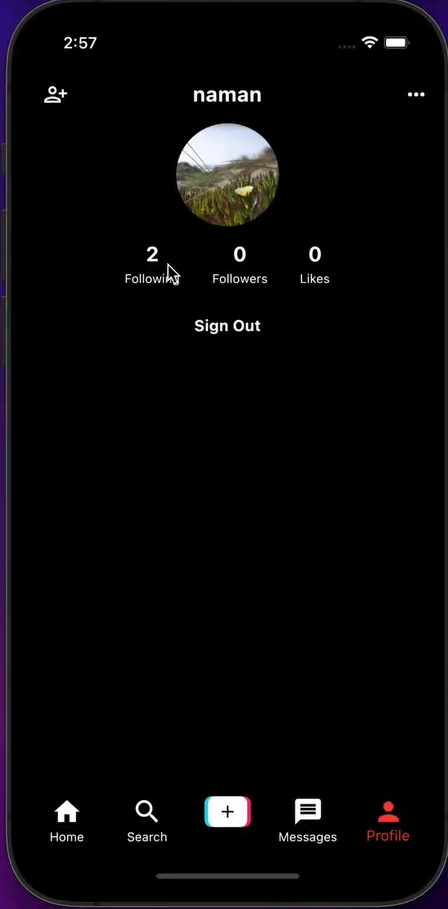 2:57
naman
2 0 0
Following Followers Likes
Sign Out
Home Search Messages Profile